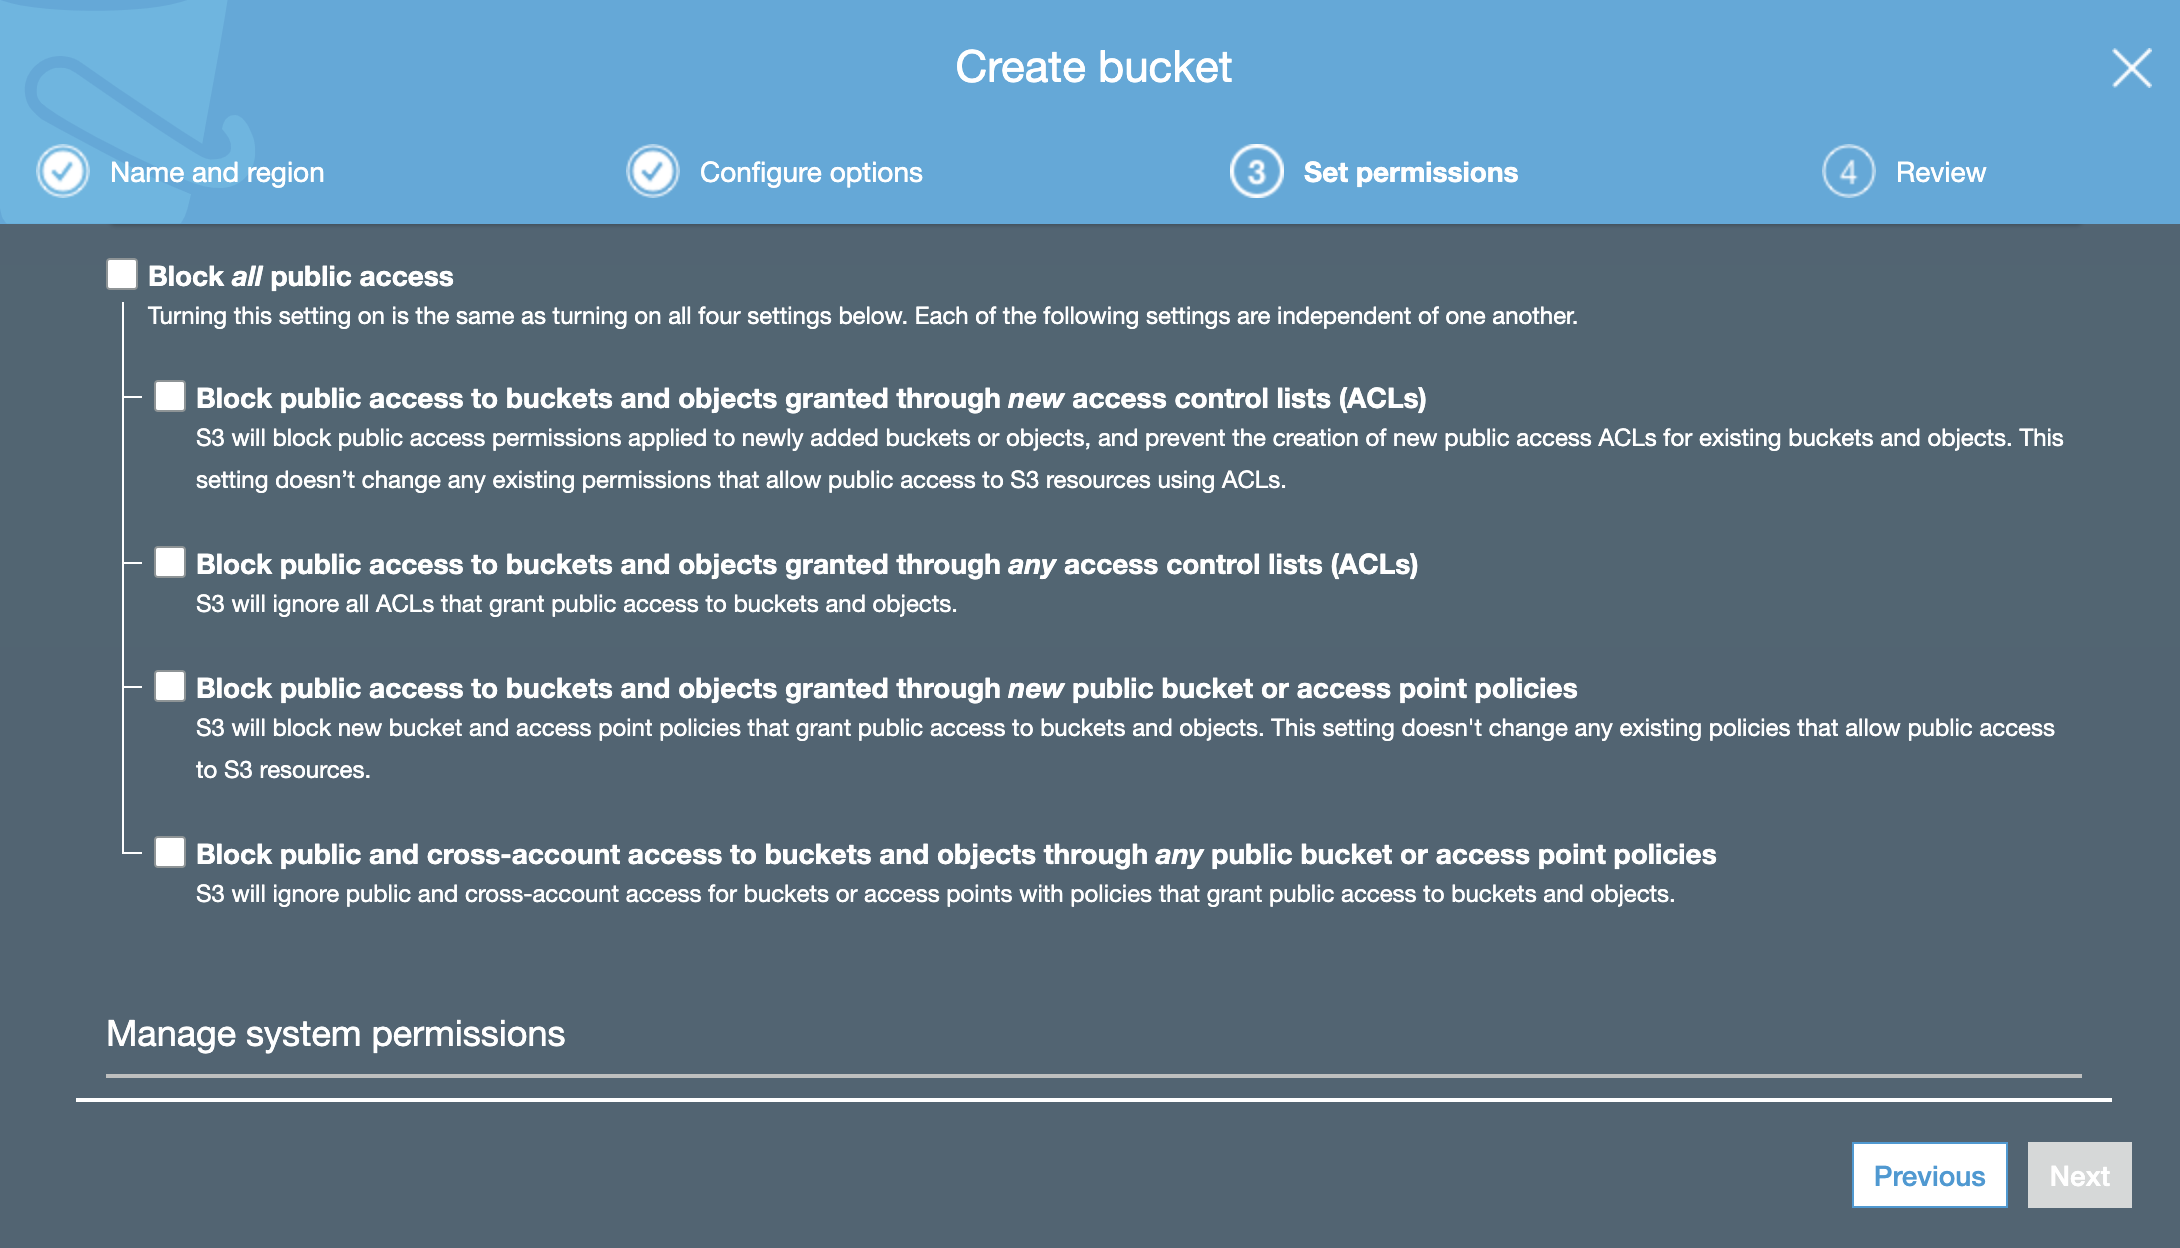 Create bucket
Name and region
Configure options
3 Set permissions
4 Review
Block all public access
Turning this setting on is the same as turning on all four settings below. Each of the following settings are independent of one another.
Block public access to buckets and objects granted through new access control lists (ACLs)
S3 will block public access permissions applied to newly added buckets or objects, and prevent the creation of new public access ACLs for existing buckets and objects. This
setting doesn’t change any existing permissions that allow public access to S3 resources using ACLs.
Block public access to buckets and objects granted through any access control lists (ACLs)
S3 will ignore all ACLs that grant public access to buckets and objects.
Block public access to buckets and objects granted through new public bucket or access point policies
S3 will block new bucket and access point policies that grant public access to buckets and objects. This setting doesn't change any existing policies that allow public access
to S3 resources.
Block public and cross-account access to buckets and objects through any public bucket or access point policies
S3 will ignore public and cross-account access for buckets or access points with policies that grant public access to buckets and objects.
Manage system permissions
Previous
Next